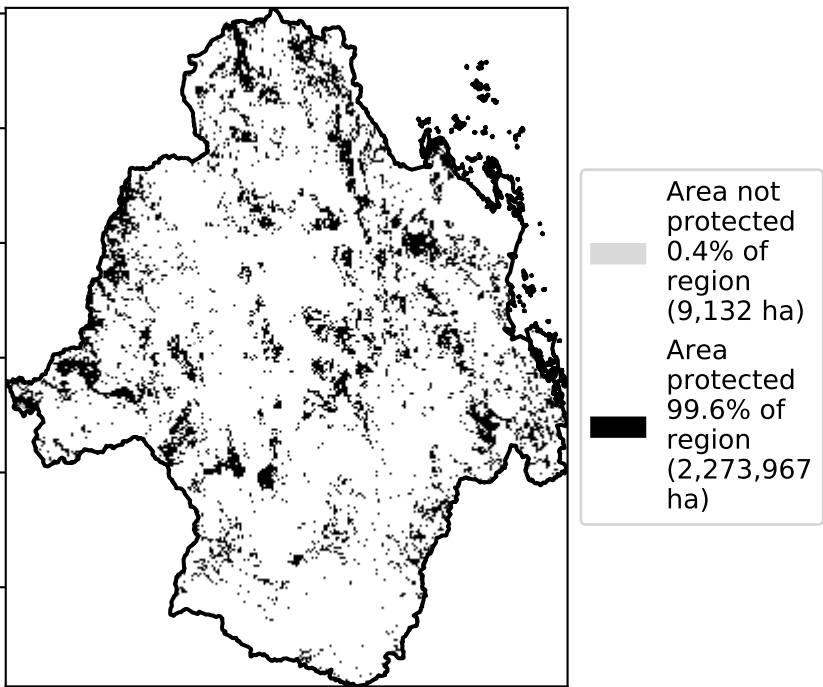 Area not
protected
0.4% of
region
(9,132 ha)
Area
protected
99.6% of
region
(2,273,967
ha)